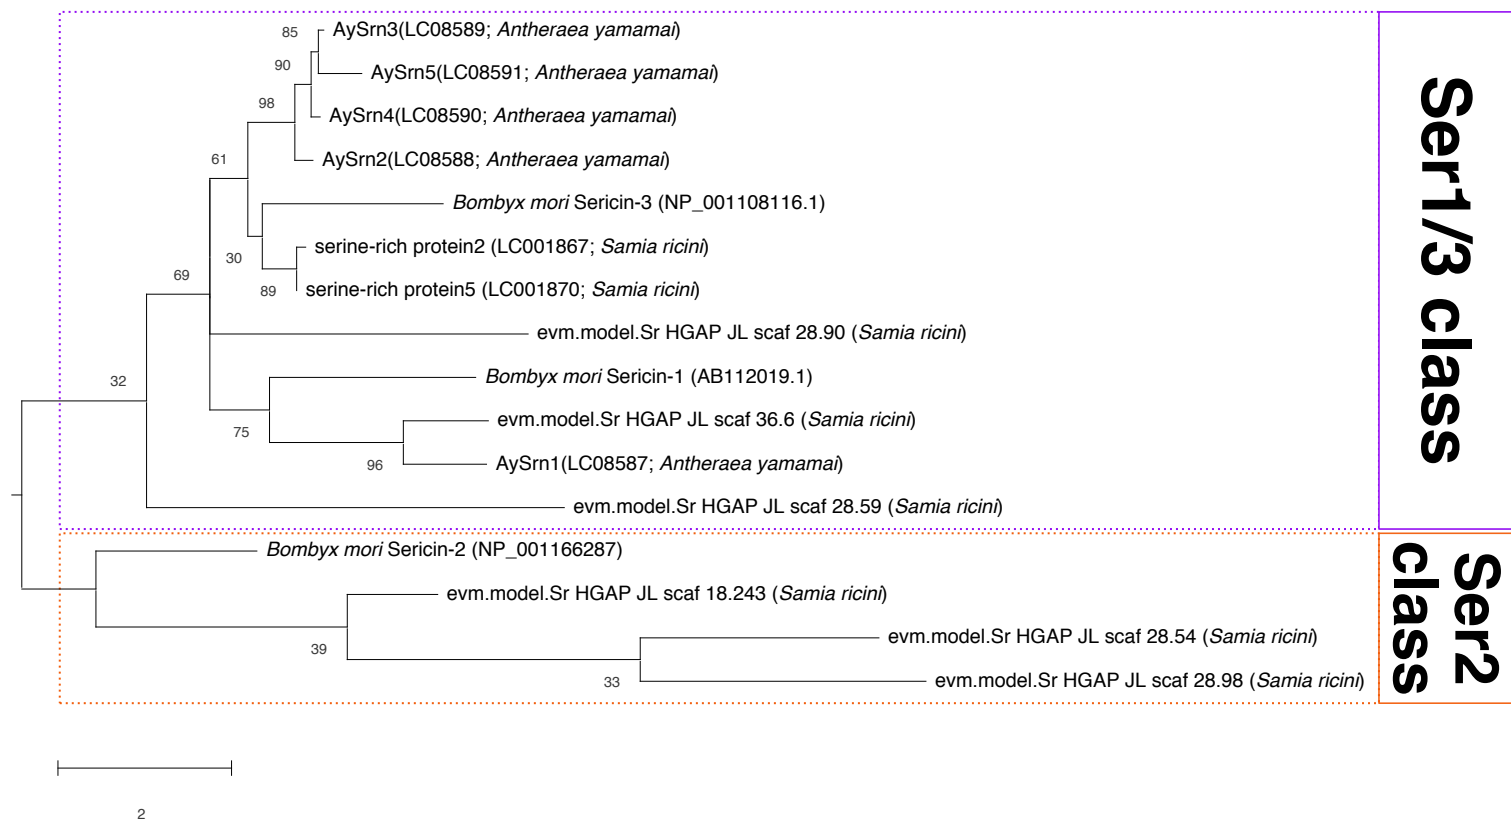 85
AySrn3(LC08589; Antheraea yamamai)
90
AySrn5(LC08591; Antheraea yamamai)
98
AySrn4(LC08590; Antheraea yamamai)
61
AySrn2(LC08588; Antheraea yamamai)
Bombyx mori Sericin-3 (NP_001108116.1)
30
serine-rich protein2 (LC001867; Samia ricini)
69
89
serine-rich protein5 (LC001870; Samia ricini)
evm.model.Sr HGAP JL scaf 28.90 (Samia ricini)
32
Bombyx mori Sericin-1 (AB112019.1)
75
evm.model.Sr HGAP JL scaf 36.6 (Samia ricini)
96
AySrn1(LC08587; Antheraea yamamai)
evm.model.Sr HGAP JL scaf 28.59 (Samia ricini)
Ser1/3 class
Bombyx mori Sericin-2 (NP_001166287)
evm.model.Sr HGAP JL scaf 18.243 (Samia ricini)
39
evm.model.Sr HGAP JL scaf 28.54 (Samia ricini)
33
evm.model.Sr HGAP JL scaf 28.98 (Samia ricini)
Ser2
class
2